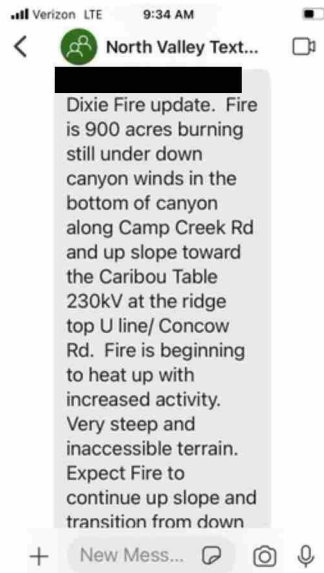 Verizon LTE 9:34 AM
North Valley Text...
Dixie Fire update. Fire
is 900 acres burning
still under down
canyon winds in the
bottom of canyon
along Camp Creek Rd
and up slope toward
the Caribou Table
230kV at the ridge
top U line/ Concow
Rd. Fire is beginning
to heat up with
increased activity.
Very steep and
inaccessible terrain.
Expect Fire to
continue up slope and
transition from down
New Mess...